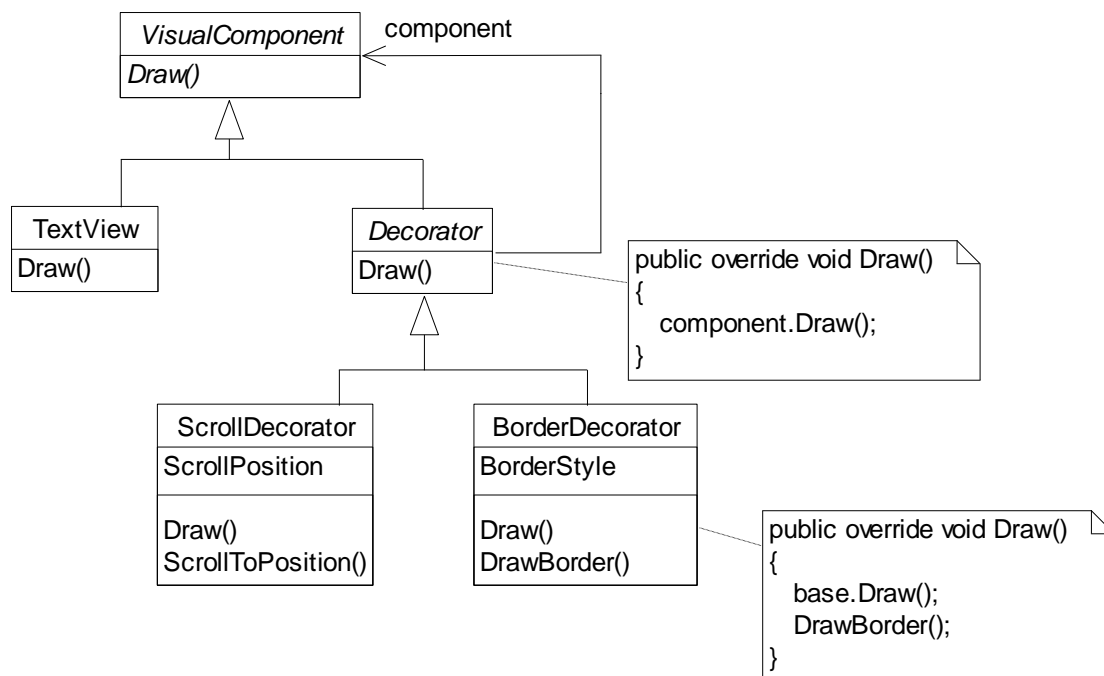 VisualComponent
component
Draw()
TextView
Draw()
Decorator
Draw()
public override void Draw()
{
component.Draw();
}
ScrollDecorator
ScrollPosition
Draw()
ScrollToPosition()
BorderDecorator
BorderStyle
Draw()
DrawBorder()
public override void Draw()
{
base.Draw();
DrawBorder();
}